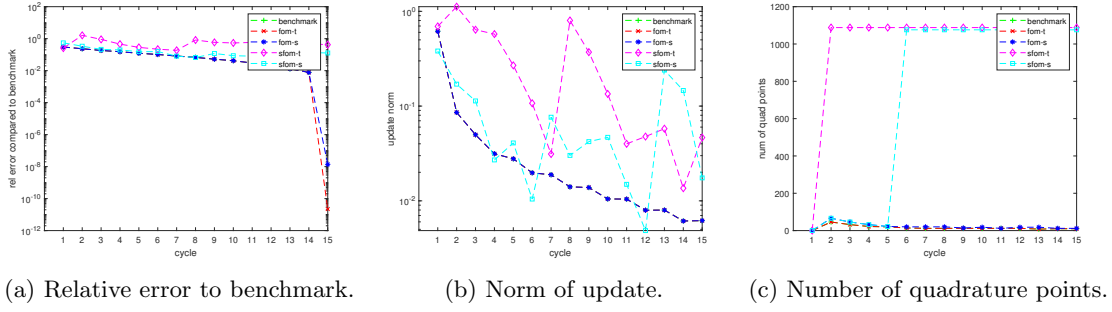 10^2
10^0
10^-2
10^-4
10^-6
10^-8
10^-10
10^-12
rel error compared to benchmark
1 2 3 4 5 6 7 8 9 10 11 12 13 14 15
cycle
benchmark
fom-t
fom-s
sfom-t
sfom-s
(a) Relative error to benchmark.
10^0
10^-1
10^-2
update norm
1 2 3 4 5 6 7 8 9 10 11 12 13 14 15
cycle
benchmark
fom-t
fom-s
sfom-t
sfom-s
(b) Norm of update.
1200
1000
800
600
400
200
0
num of quad points
1 2 3 4 5 6 7 8 9 10 11 12 13 14 15
cycle
benchmark
fom-t
fom-s
sfom-t
sfom-s
(c) Number of quadrature points.